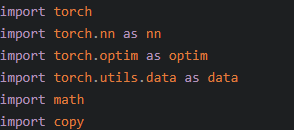 import torch
import torch.nn as nn
import torch.optim as optim
import torch.utils.data as data
import math
import copy